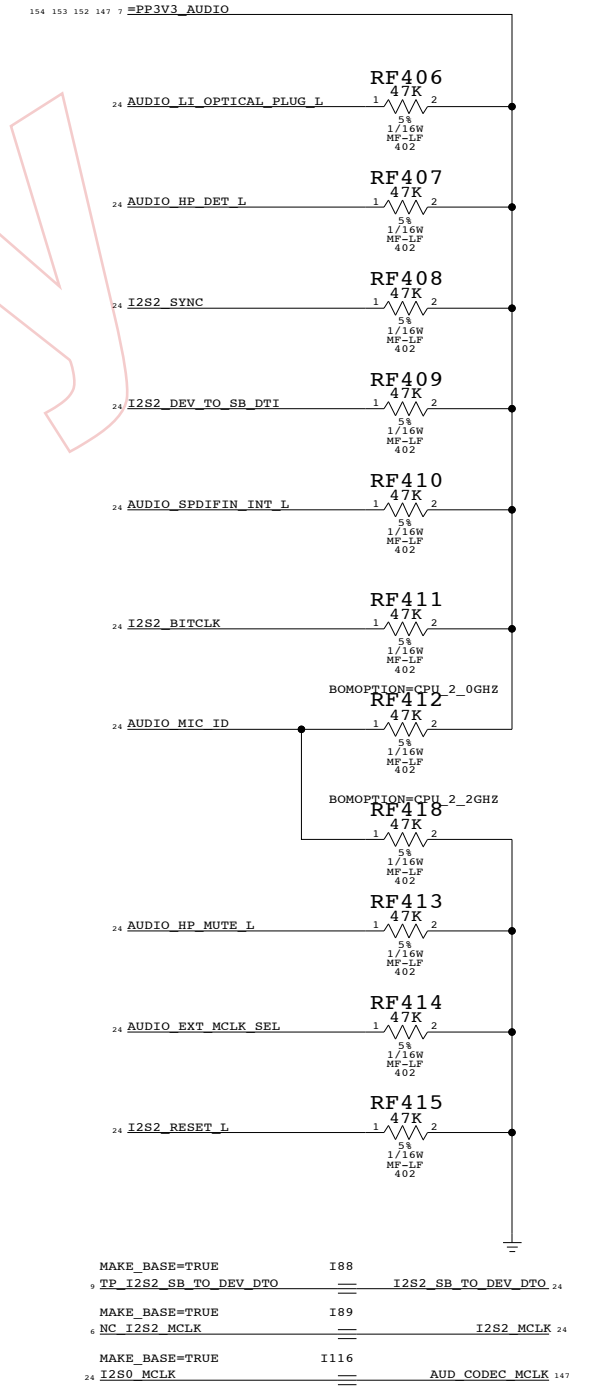 154 153 152 147 7 =PP3V3_AUDIO
RF406
47K
24 AUDIO_LI_OPTICAL_PLUG_L 1 2
5%
1/16W
MF-LF
402
RF407
47K
24 AUDIO_HP_DET_L 1 2
5%
1/16W
MF-LF
402
RF408
47K
24 I2S2_SYNC 1 2
5%
1/16W
MF-LF
402
RF409
47K
24 I2S2_DEV_TO_SB_DTI 1 2
5%
1/16W
MF-LF
402
RF410
47K
24 AUDIO_SPDIFIN_INT_L 1 2
5%
1/16W
MF-LF
402
RF411
47K
24 I2S2_BITCLK 1 2
5%
1/16W
MF-LF
402
BOMOPTION=CPU_2_0GHZ
RF412
47K
24 AUDIO_MIC_ID 1 2
5%
1/16W
MF-LF
402
BOMOPTION=CPU_2_2GHZ
RF418
47K
1 2
5%
1/16W
MF-LF
402
RF413
47K
24 AUDIO_HP_MUTE_L 1 2
5%
1/16W
MF-LF
402
RF414
47K
24 AUDIO_EXT_MCLK_SEL 1 2
5%
1/16W
MF-LF
402
RF415
47K
24 I2S2_RESET_L 1 2
5%
1/16W
MF-LF
402
MAKE_BASE=TRUE I88
9 TP_I2S2_SB_TO_DEV_DTO I2S2_SB_TO_DEV_DTO 24
MAKE_BASE=TRUE I89
6 NC_I2S2_MCLK I2S2_MCLK 24
MAKE_BASE=TRUE I116
24 I2S0_MCLK AUD_CODEC_MCLK 147